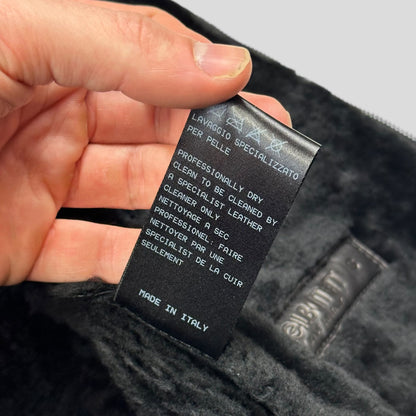 LAVAGGIO SPECIALIZZATO
PER PELLE
PROFESSIONALLY DRY
CLEAN TO BE CLEANED BY
A SPECIALIST LEATHER
CLEANER ONLY
NETTOYAGE A SEC
PROFESSIONEL: FAIRE
NETTOYER PAR UNE
SPECIALIST DE LA CUIR
SEULEMENT
MADE IN ITALY